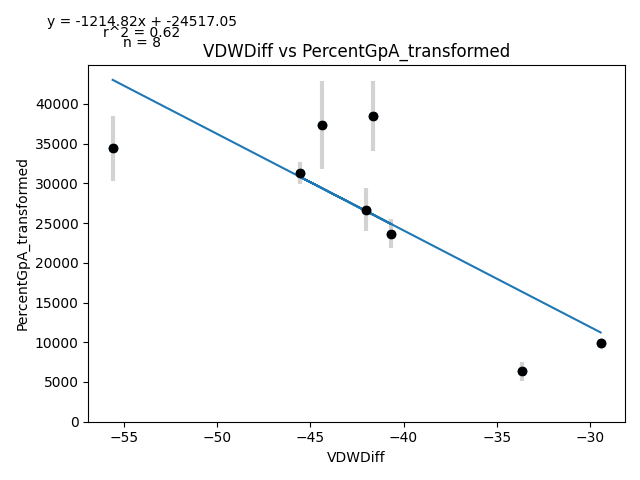 y = -1214.82x + -24517.05
r^2 = 0.62
n = 8
VDWDiff vs PercentGpA_transformed
PercentGpA_transformed
40000
35000
30000
25000
20000
15000
10000
5000
0
−55
−50
−45
−40
−35
−30
VDWDiff